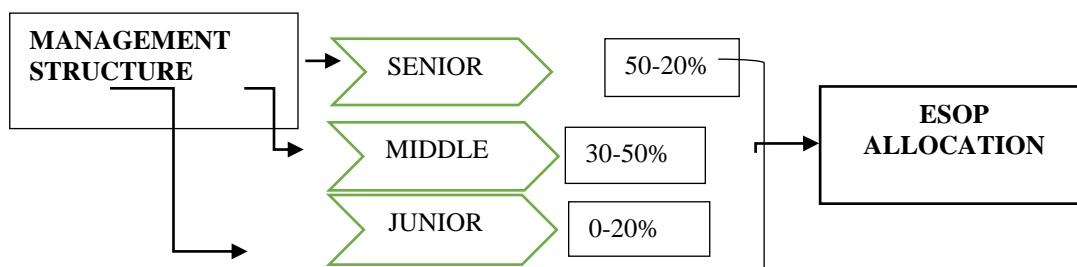 MANAGEMENT
STRUCTURE
SENIOR
50-20%
MIDDLE
30-50%
JUNIOR
0-20%
ESOP
ALLOCATION